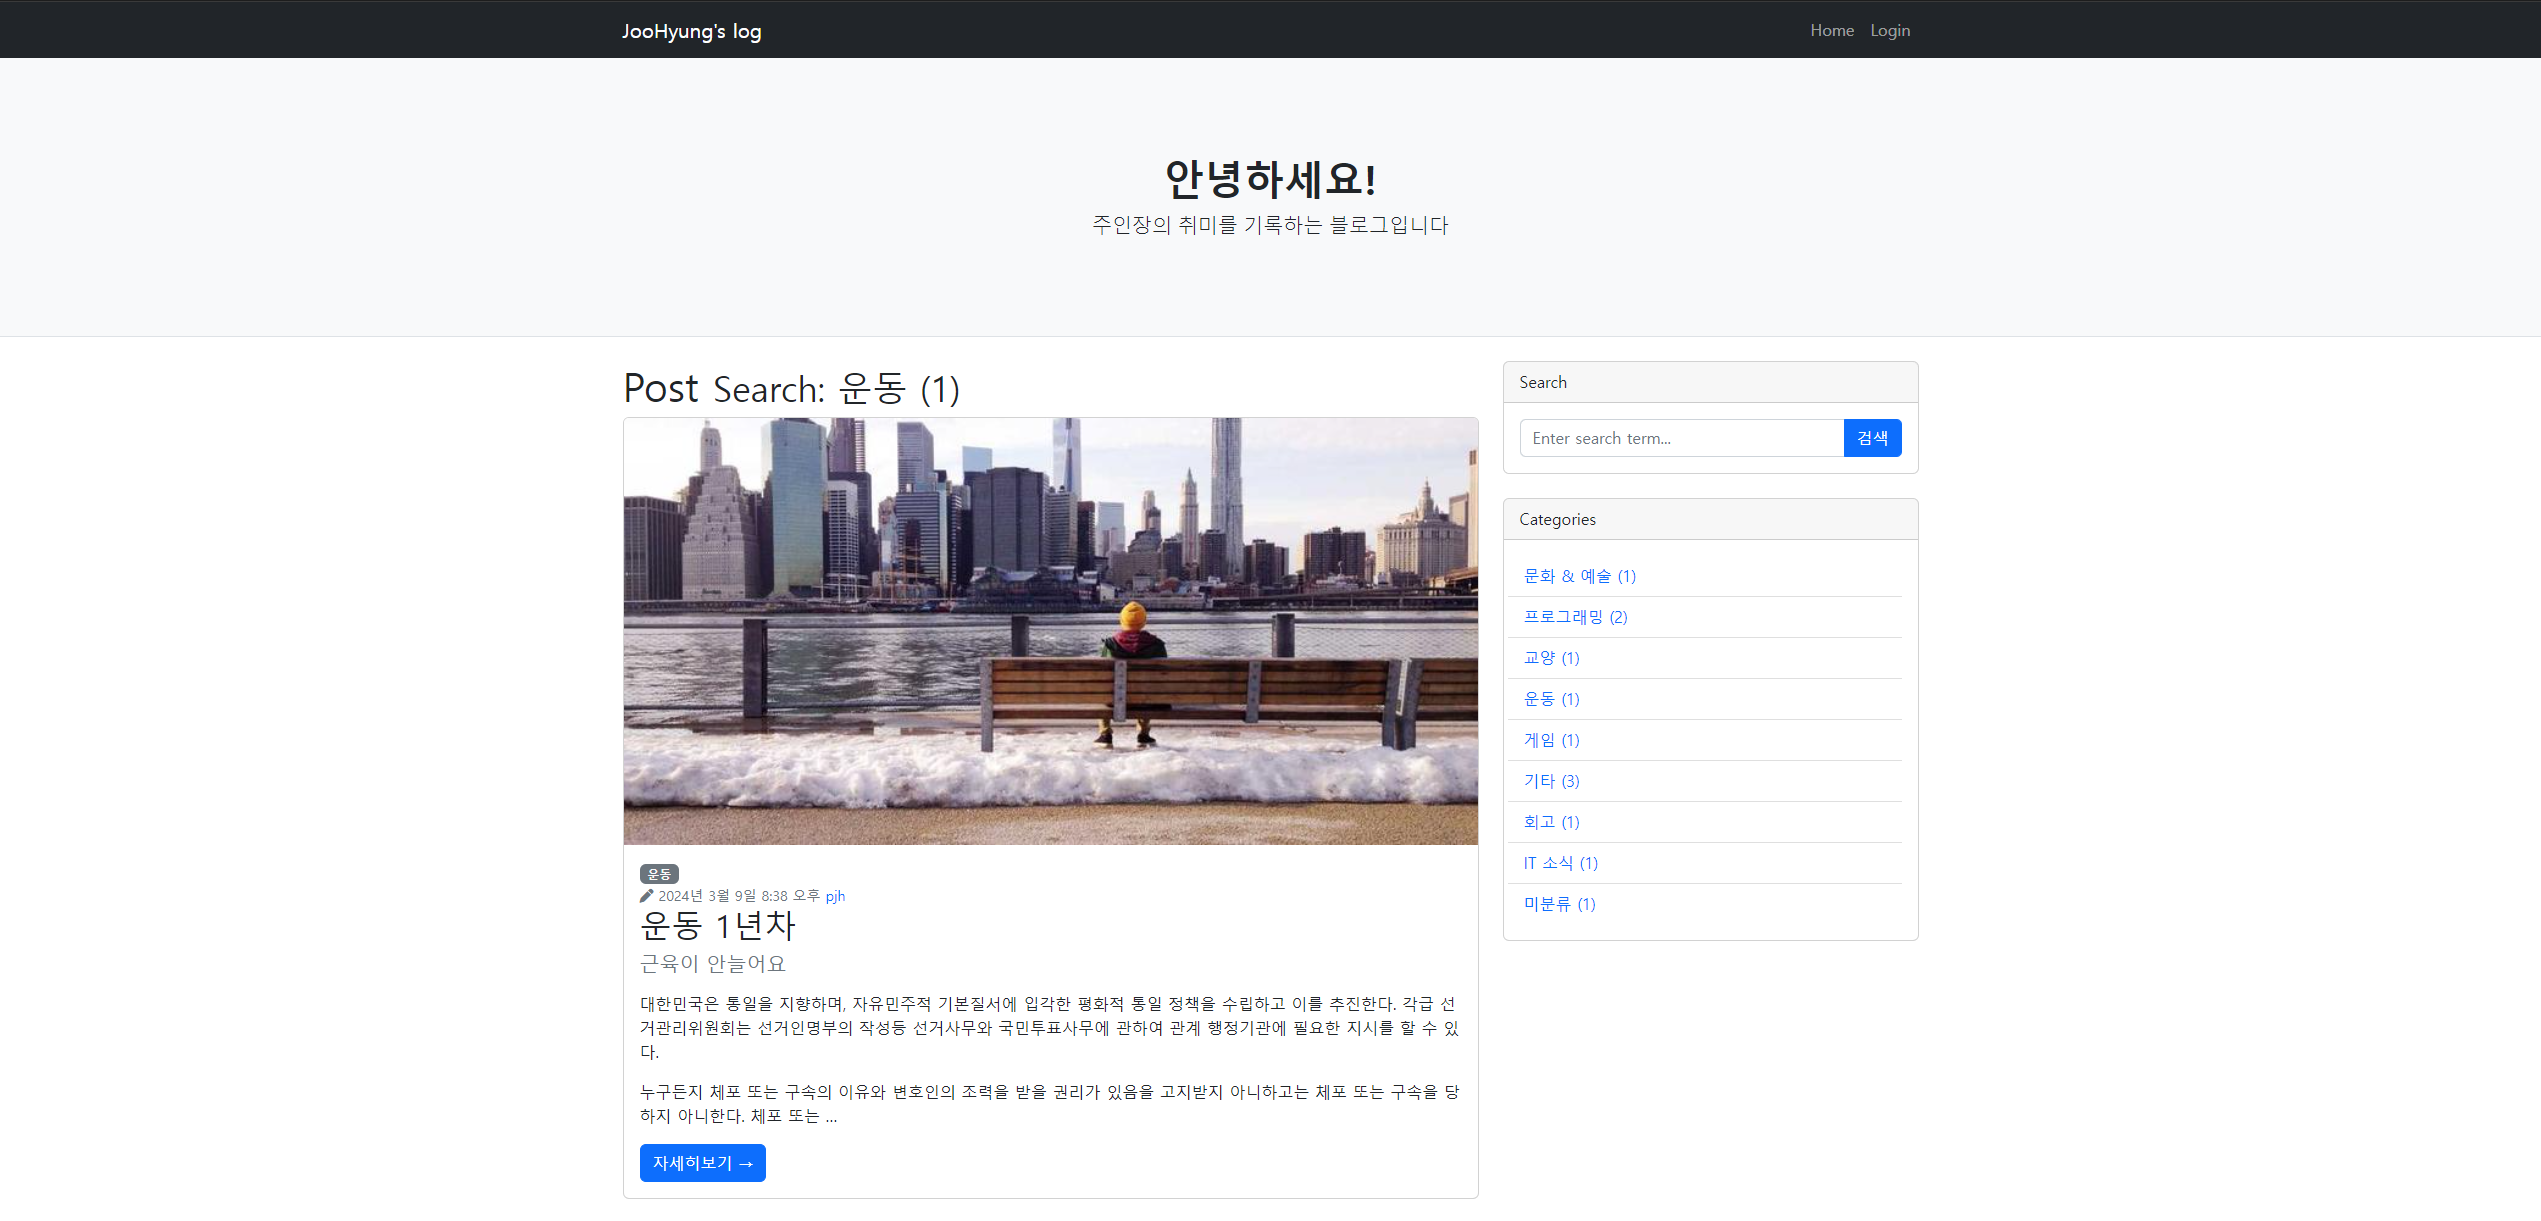 JooHyung's log
Home Login
안녕하세요!
주인장의 취미를 기록하는 블로그입니다
Post Search: 운동 (1)
운동
2024년 3월 9일 8:38 오후 pjh
운동 1년차
근육이 안늘어요
대한민국은 통일을 지향하며, 자유민주적 기본질서에 입각한 평화적 통일 정책을 수립하고 이를 추진한다. 각급 선
거관리위원회는 선거인명부의 작성등 선거사무와 국민투표사무에 관하여 관계 행정기관에 필요한 지시를 할 수 있
다.
누구든지 체포 또는 구속의 이유와 변호인의 조력을 받을 권리가 있음을 고지받지 아니하고는 체포 또는 구속을 당
하지 아니한다. 체포 또는 ...
자세히보기 →
Search
Enter search term...
검색
Categories
문화 & 예술 (1)
프로그래밍 (2)
교양 (1)
운동 (1)
게임 (1)
기타 (3)
회고 (1)
IT 소식 (1)
미분류 (1)